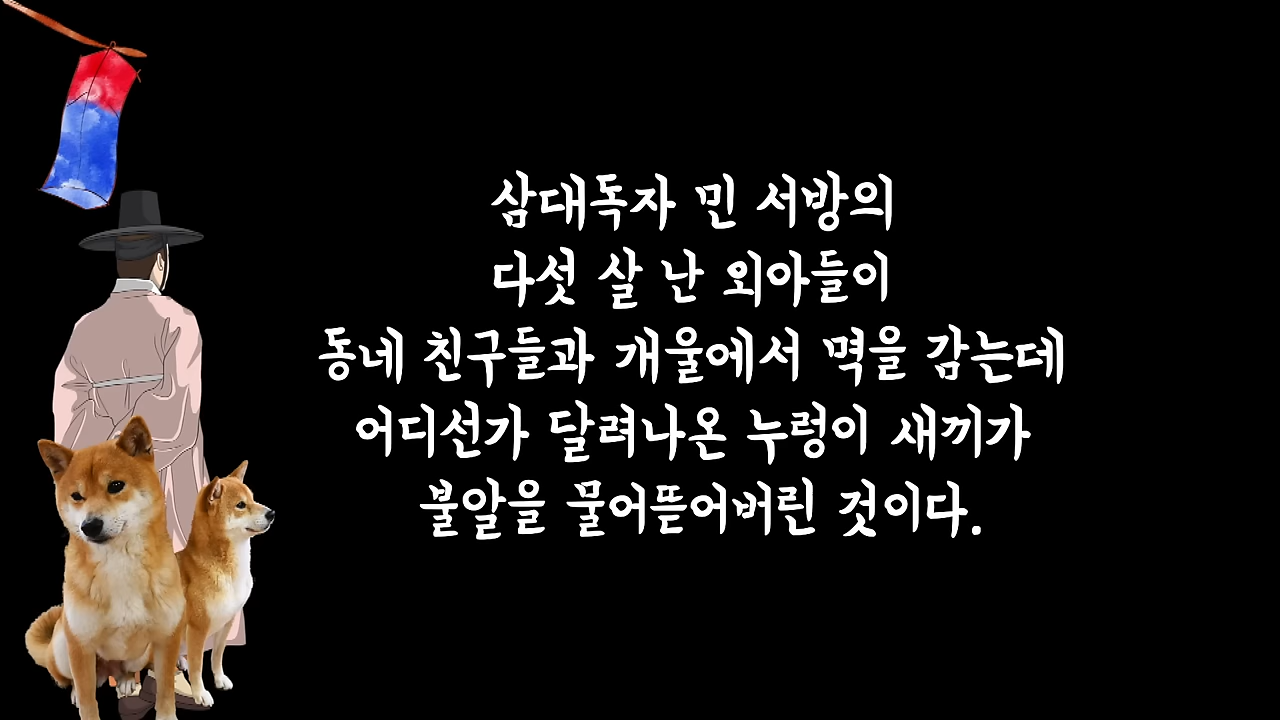 삼대독자 민 서방의
다섯 살 난 외아들이
동네 친구들과 개울에서 멱을 감는데
어디선가 달려나온 누렁이 새끼가
불알을 물어뜯어버린 것이다.